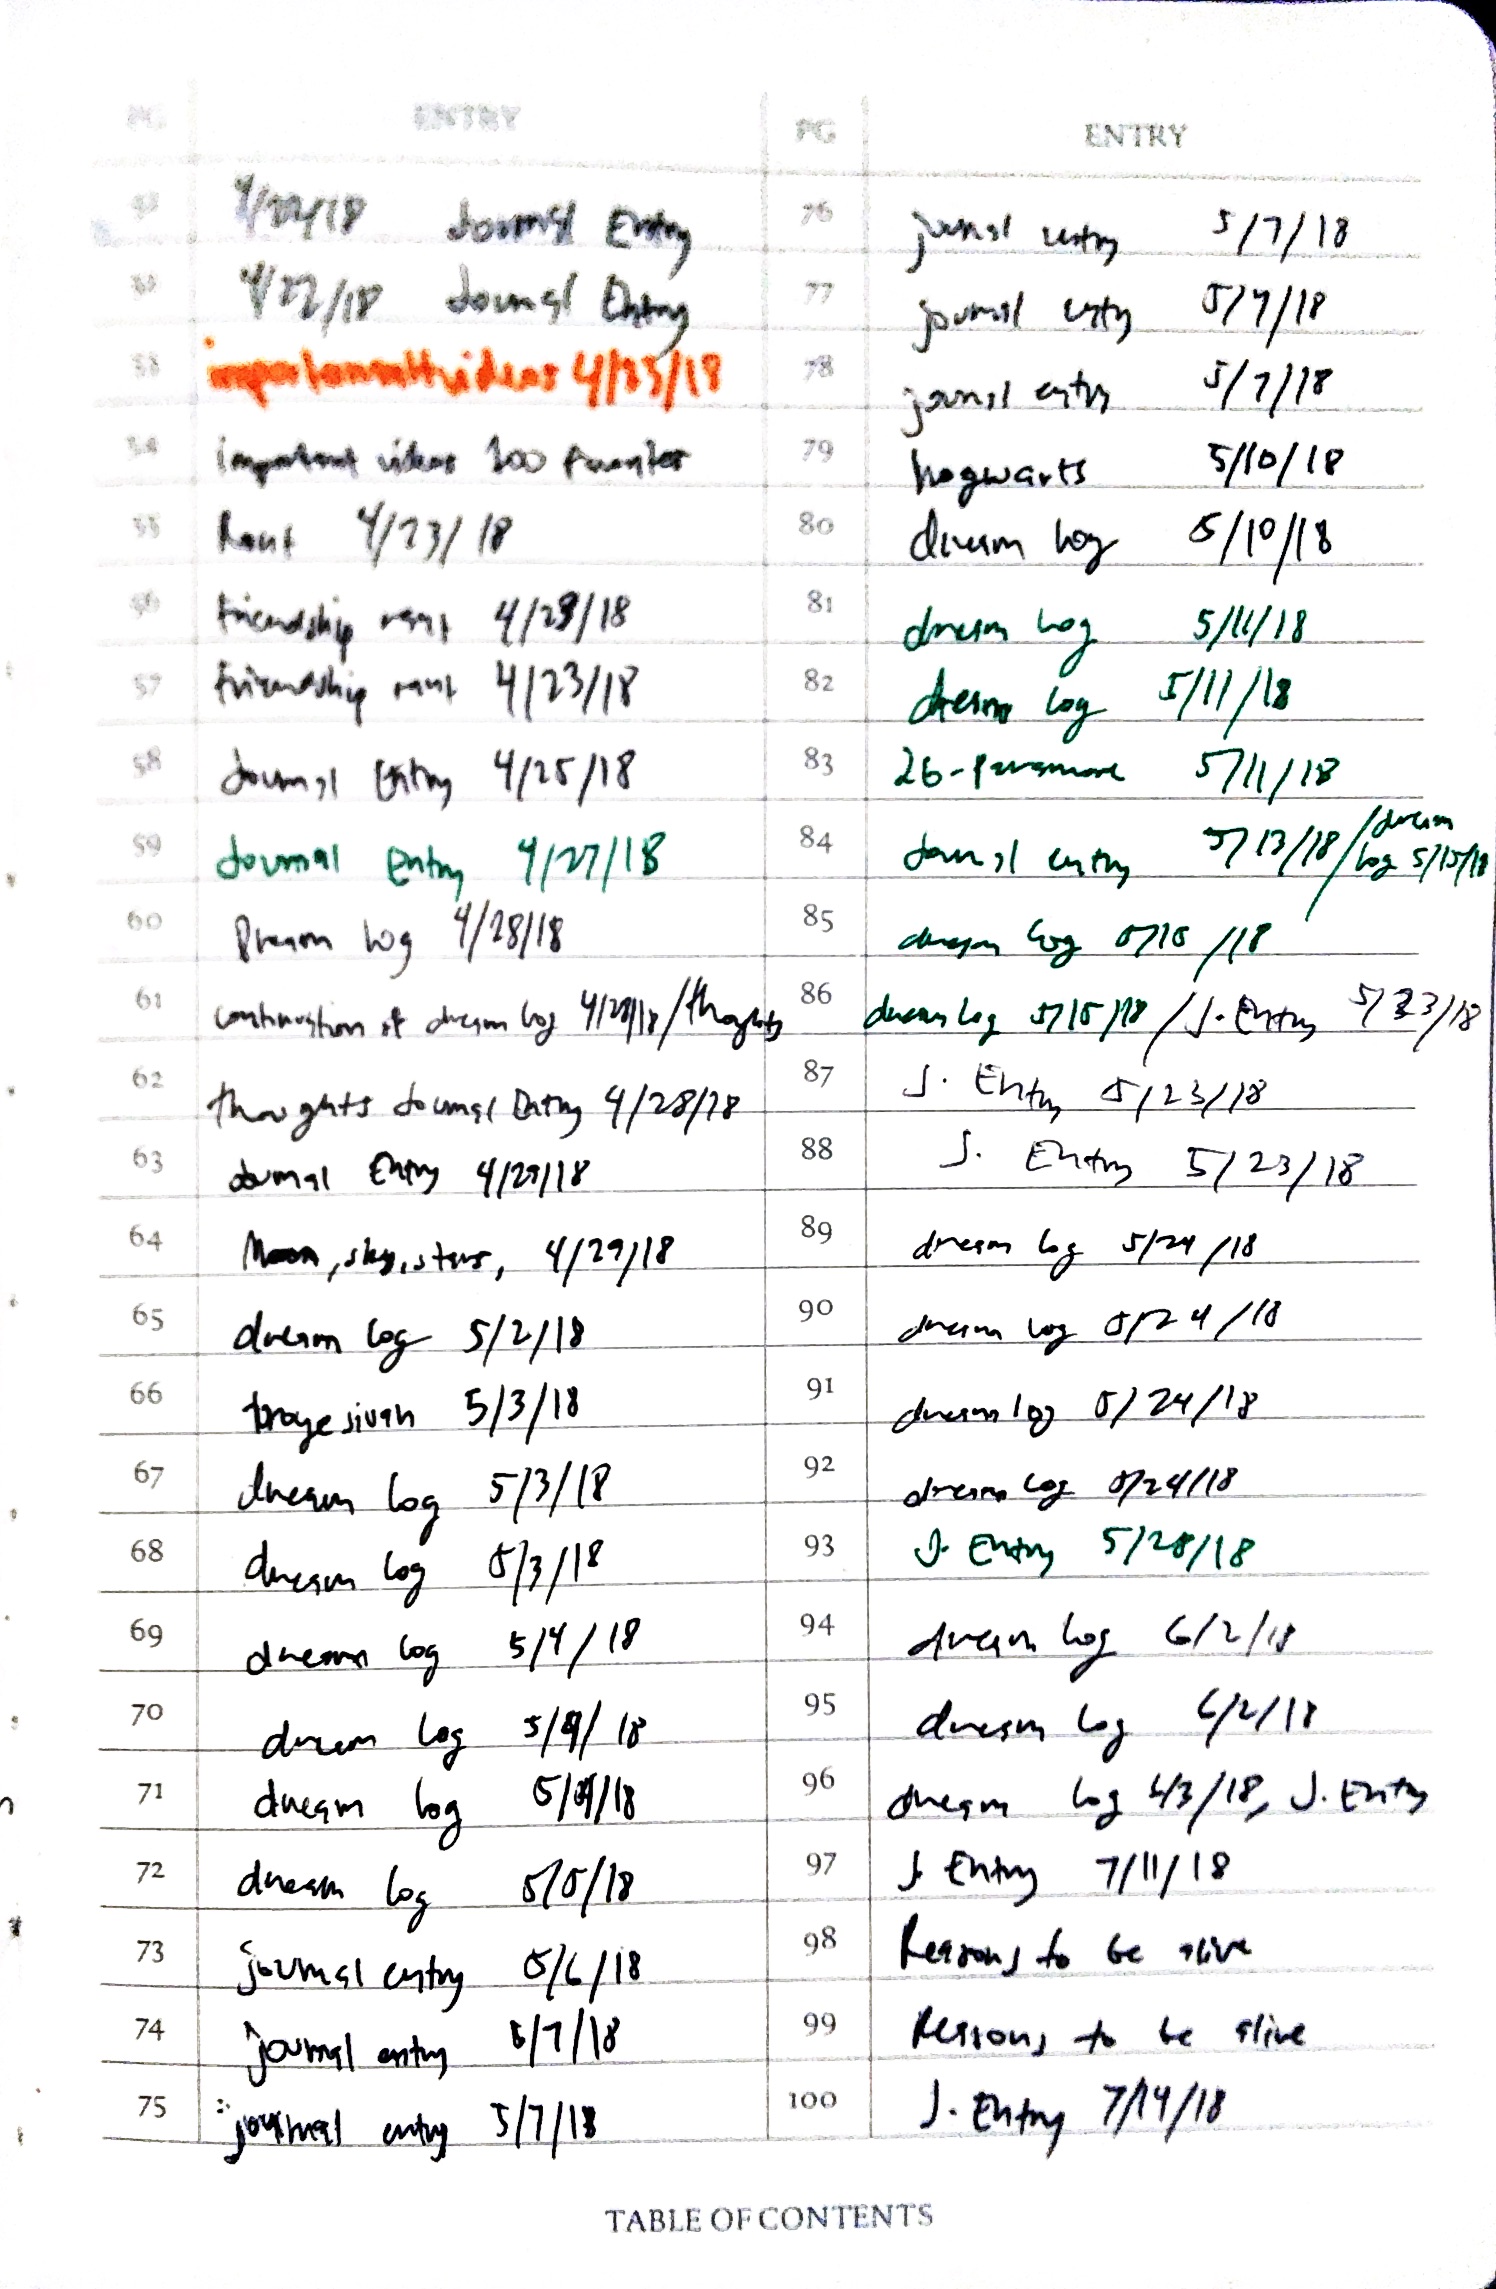 PG ENTRY
4/22/18 Journal Entry
52 4/22/18 Journal Entry
53 4/23/18
54 important videos 200
55 Rant 4/23/18
56 friendship rant 4/23/18
57 friendship rant 4/23/18
58 Journal Entry 4/25/18
59 Journal Entry 4/27/18
60 Dream log 4/28/18
61 continuation of dream log 4/28/18/thoughts
62 thoughts Journal Entry 4/28/18
63 Journal Entry 4/29/18
64 Moon, sky, stars, 4/29/18
65 dream log 5/2/18
66 troye sivan 5/3/18
67 dream log 5/3/18
68 dream log 5/3/18
69 dream log 5/4/18
70 dream log 5/4/18
71 dream log 5/4/18
72 dream log 5/5/18
73 journal entry 5/6/18
74 journal entry 5/7/18
75 journal entry 5/7/18
PG ENTRY
76 journal entry 5/7/18
77 journal entry 5/7/18
78 journal entry 5/7/18
79 hogwarts 5/10/18
80 dream log 5/10/18
81 dream log 5/11/18
82 dream log 5/11/18
83 26-paramore 5/11/18
84 Journal entry 5/13/18/dream
log 5/15/18
85 dream log 5/15/18
86 dream log 5/15/18/J. Entry 5/23/18
87 J. Entry 5/23/18
88 J. Entry 5/23/18
89 dream log 5/24/18
90 dream log 5/24/18
91 dream log 5/24/18
92 dream log 5/24/18
93 J. Entry 5/28/18
94 dream log 6/2/18
95 dream log 6/2/18
96 dream log 6/3/18, J. Entry
97 J. Entry 7/11/18
98 Reasons to be alive
99 Reasons to be alive
100 J. Entry 7/14/18
TABLE OF CONTENTS